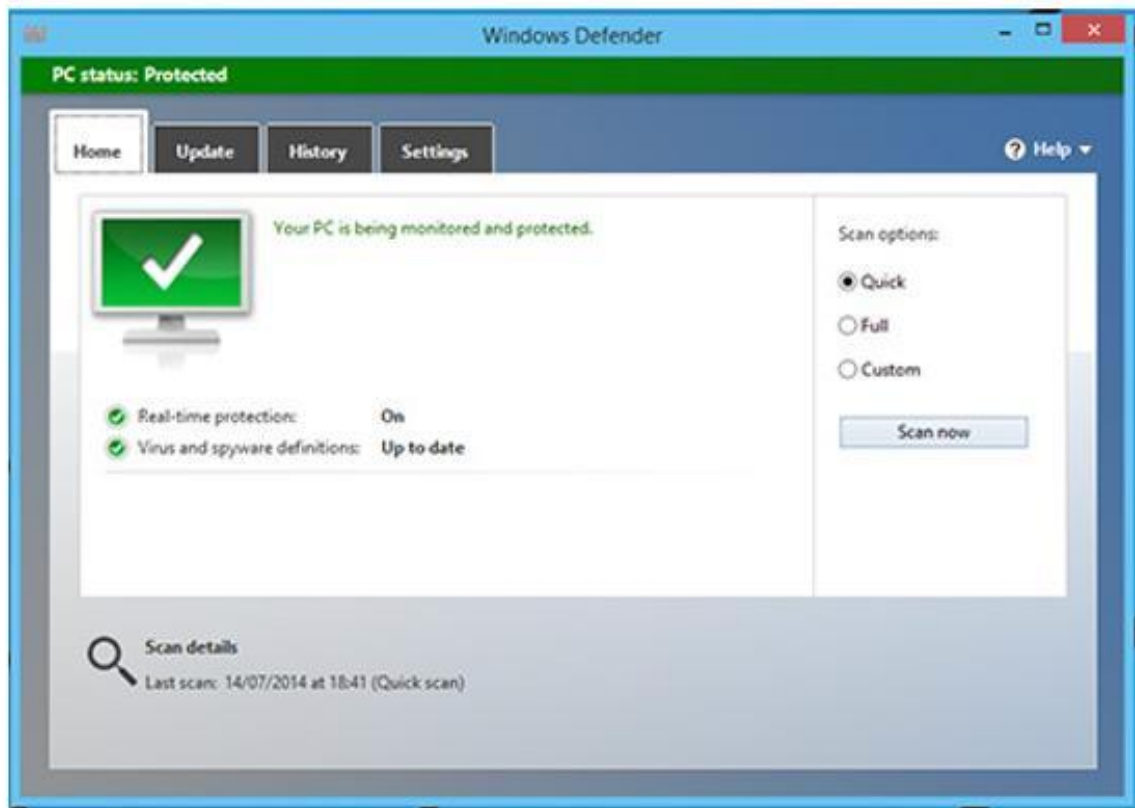 Windows Defender
PC status: Protected
Home Update History Settings Help
Your PC is being monitored and protected.
Scan options:
Quick
Full
Custom
Real-time protection: On
Scan now
Virus and spyware definitions: Up to date
Scan details
Last scan: 14/07/2014 at 18:41 (Quick scan)